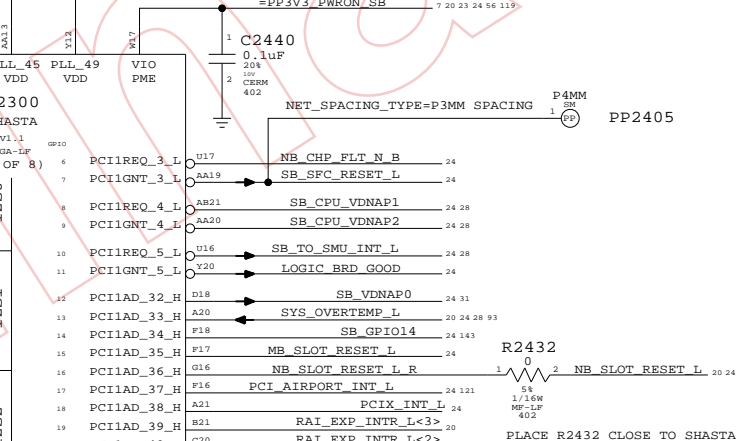 =PP3V3_PWRON_SB 7 20 23 24 56 119
AA13 Y12 W17
LL_45 PLL_49 VIO
VDD VDD PME
1 C2440
0.1uF
20%
10V
2 CERM
402
2300
HASTA
V1.1
GA-LF
OF 8)
GPIO
NET_SPACING_TYPE=P3MM SPACING
P4MM
SM
1 PP PP2405
6 PCI1REQ_3_L U17 NB_CHP_FLT_N_B 24
7 PCI1GNT_3_L AA19 SB_SFC_RESET_L 24
8 PCI1REQ_4_L AB21 SB_CPU_VDNAP1 24 28
9 PCI1GNT_4_L AA20 SB_CPU_VDNAP2 24 28
10 PCI1REQ_5_L U16 SB_TO_SMU_INT_L 24 28
11 PCI1GNT_5_L Y20 LOGIC_BRD_GOOD 24
12 PCI1AD_32_H D18 SB_VDNAP0 24 31
13 PCI1AD_33_H A20 SYS_OVERTEMP_L 20 24 28 93
14 PCI1AD_34_H F18 SB_GPIO14 24 143
15 PCI1AD_35_H F17 MB_SLOT_RESET_L 24
16 PCI1AD_36_H G16 NB_SLOT_RESET_L_R
17 PCI1AD_37_H F16 PCI_AIRPORT_INT_L 24 121
18 PCI1AD_38_H A21 PCIX_INT_L 24
19 PCI1AD_39_H B21 RAI_EXP_INTR_L<3> 20
C20 RAI_EXP_INTR_L<2>
R2432
0
1 2 NB_SLOT_RESET_L 20 24
5%
1/16W
MF-LF
402
PLACE R2432 CLOSE TO SHASTA